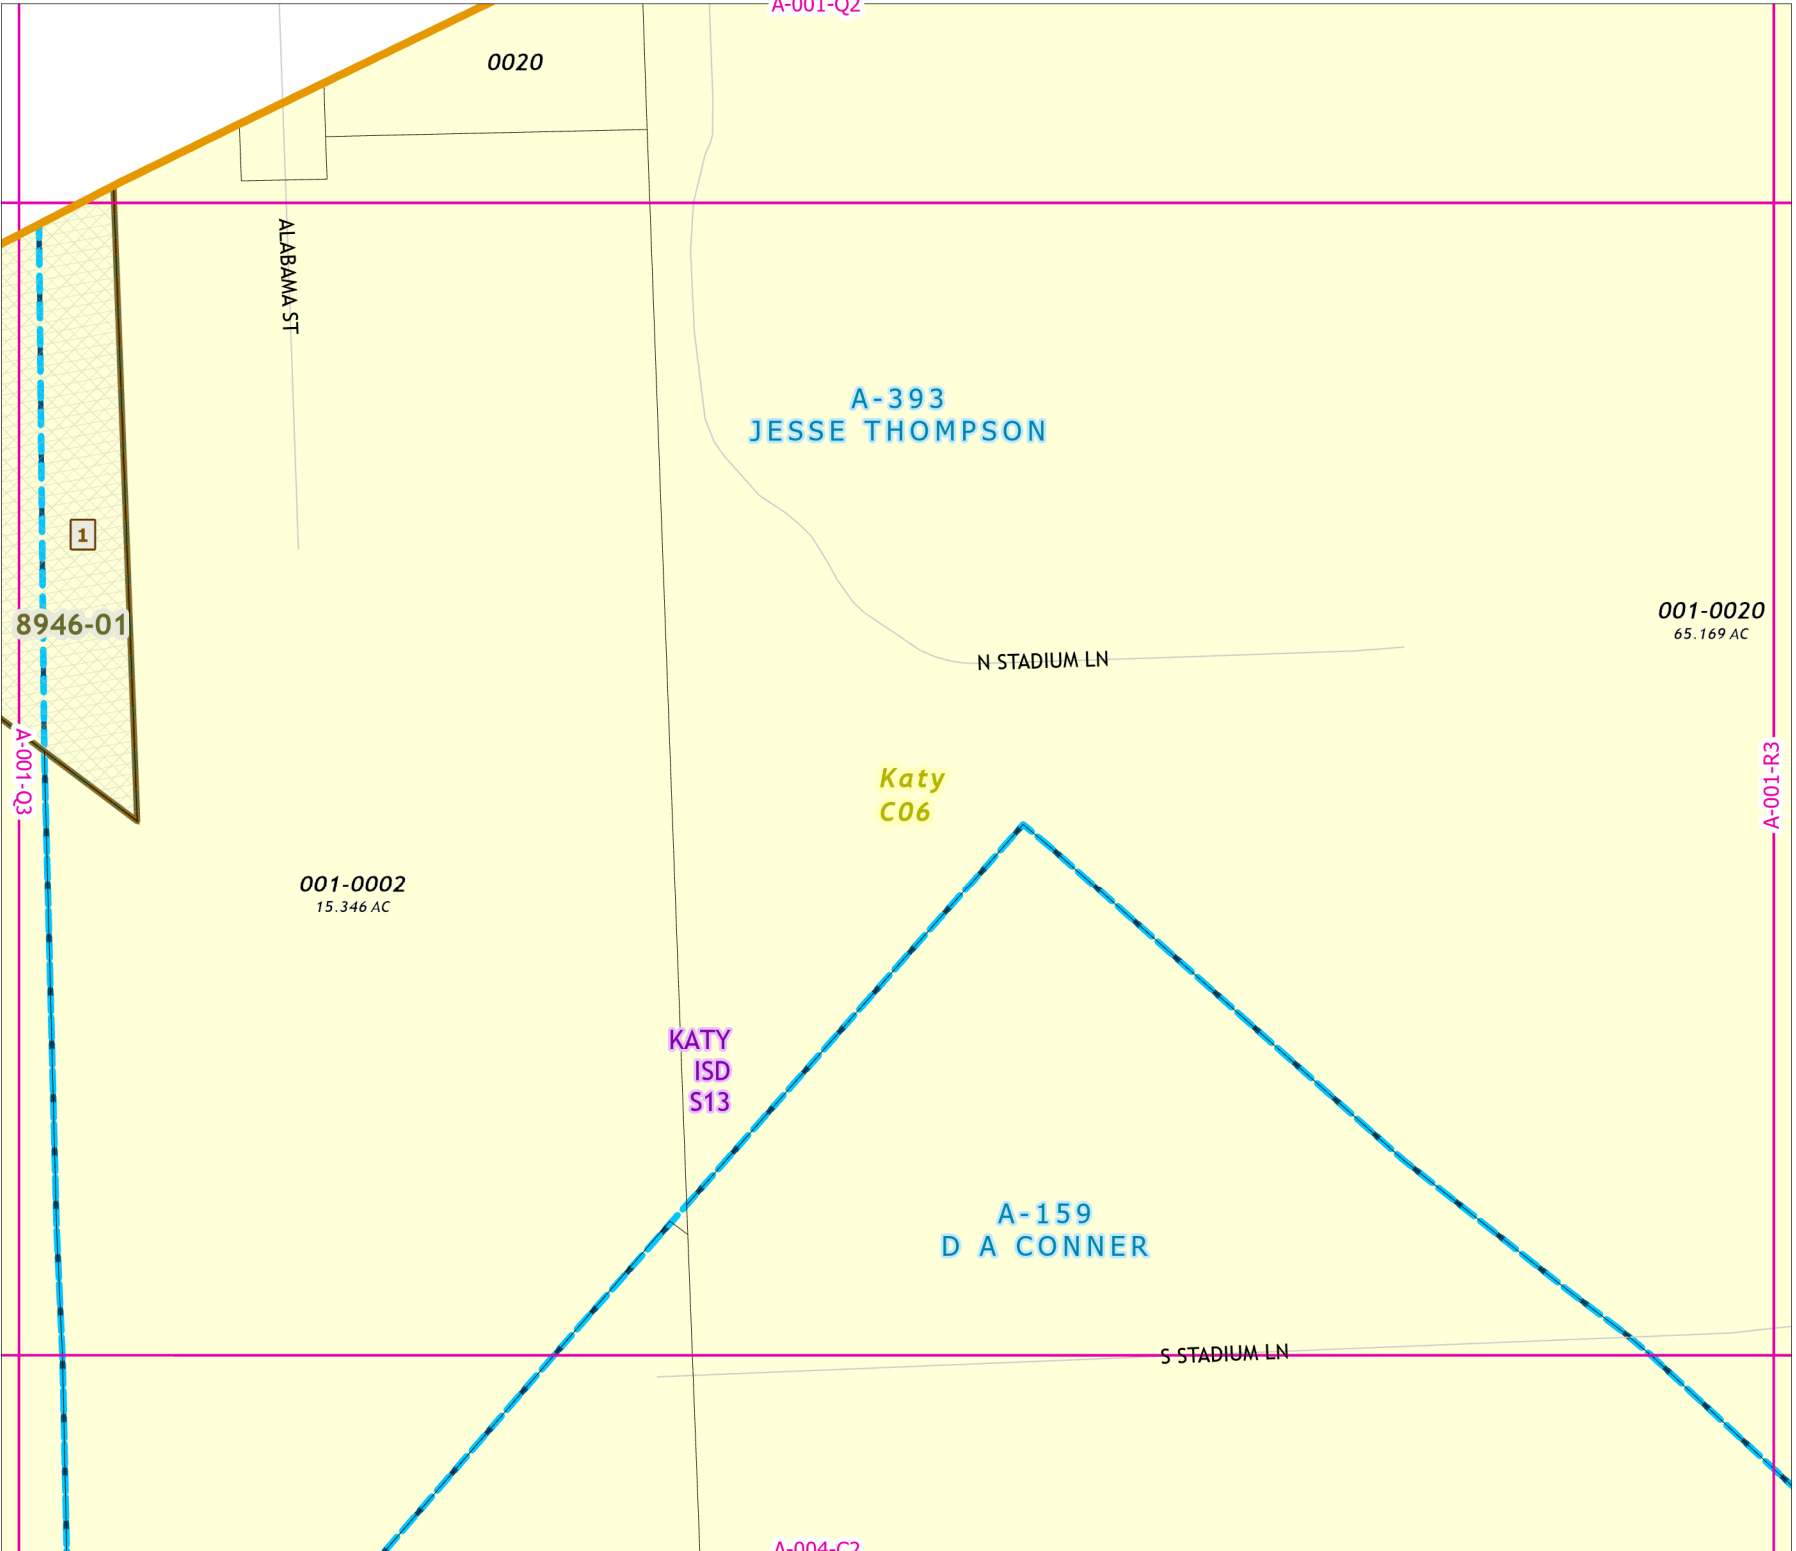 A-001-Q2
0020
ALABAMA ST
A-393
JESSE THOMPSON
1
8946-01
001-0020
65.169 AC
N STADIUM LN
A-001-Q3
A-001-R3
Katy
C06
001-0002
15.346 AC
KATY
ISD
S13
A-159
D A CONNER
S STADIUM LN
A-004-C2